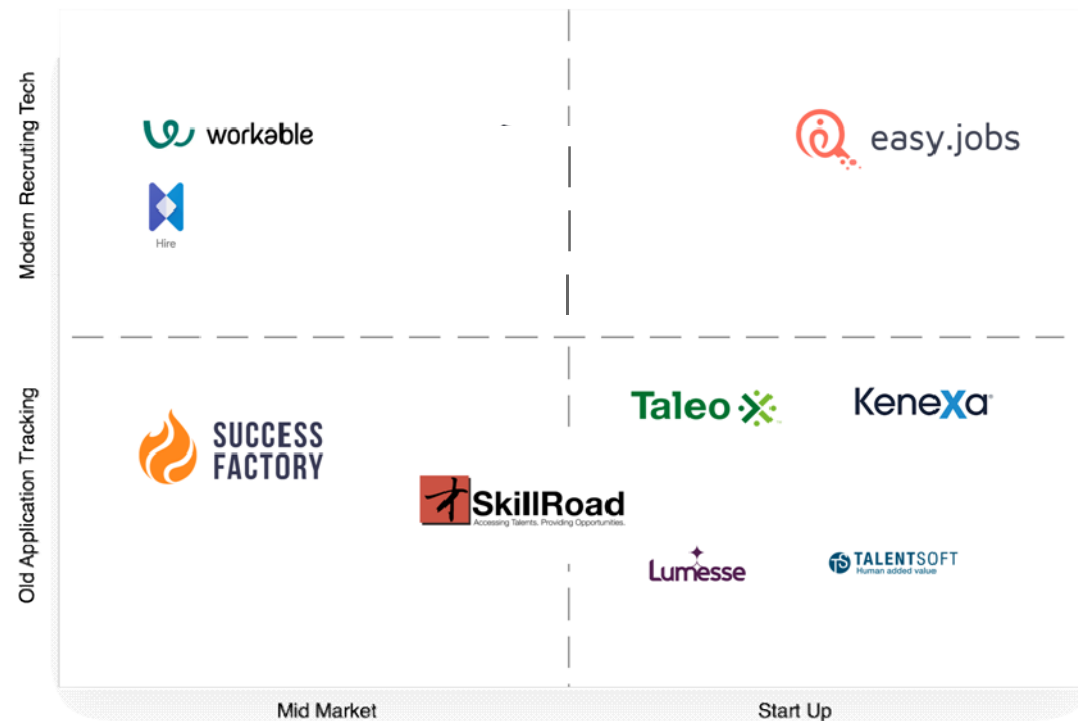 Modern Recruting Tech
workable
easy.jobs
Hire
Old Application Tracking
Taleo
KeneXa
SUCCESS
FACTORY
SkillRoad
Accessing Talents. Providing Opportunities.
Lumesse
TS TALENTSOFT
Human added value
Mid Market
Start Up